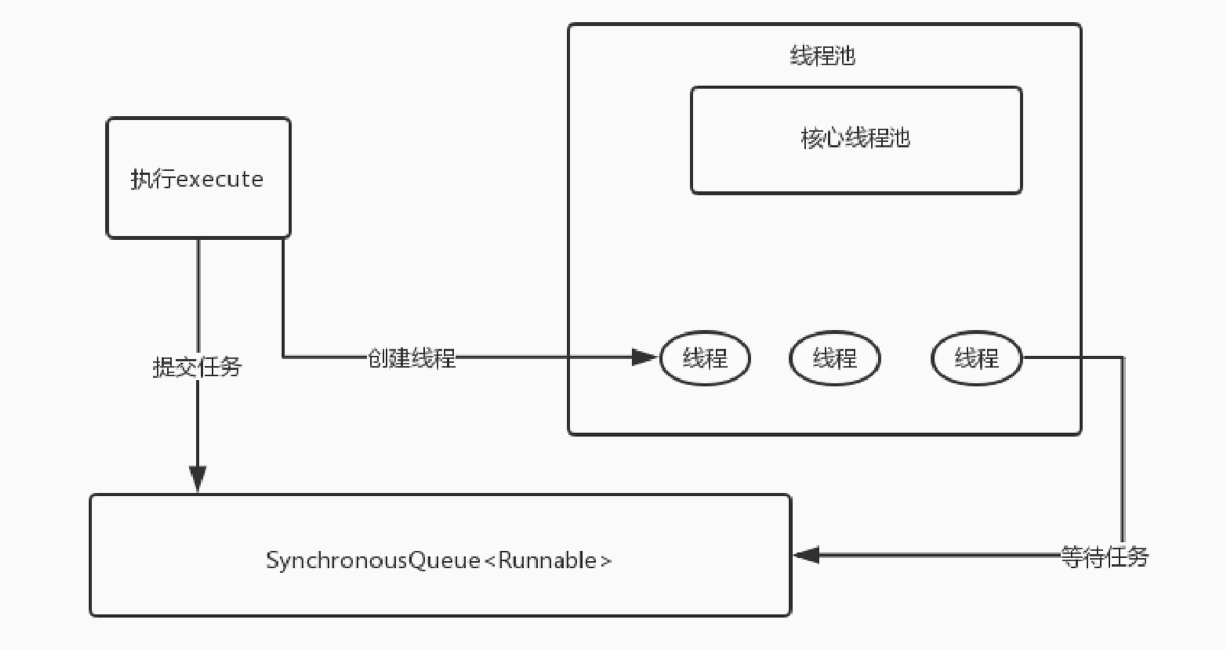 线程池
核心线程池
执行execute
提交任务
创建线程
线程
线程
线程
SynchronousQueue<Runnable>
等待任务